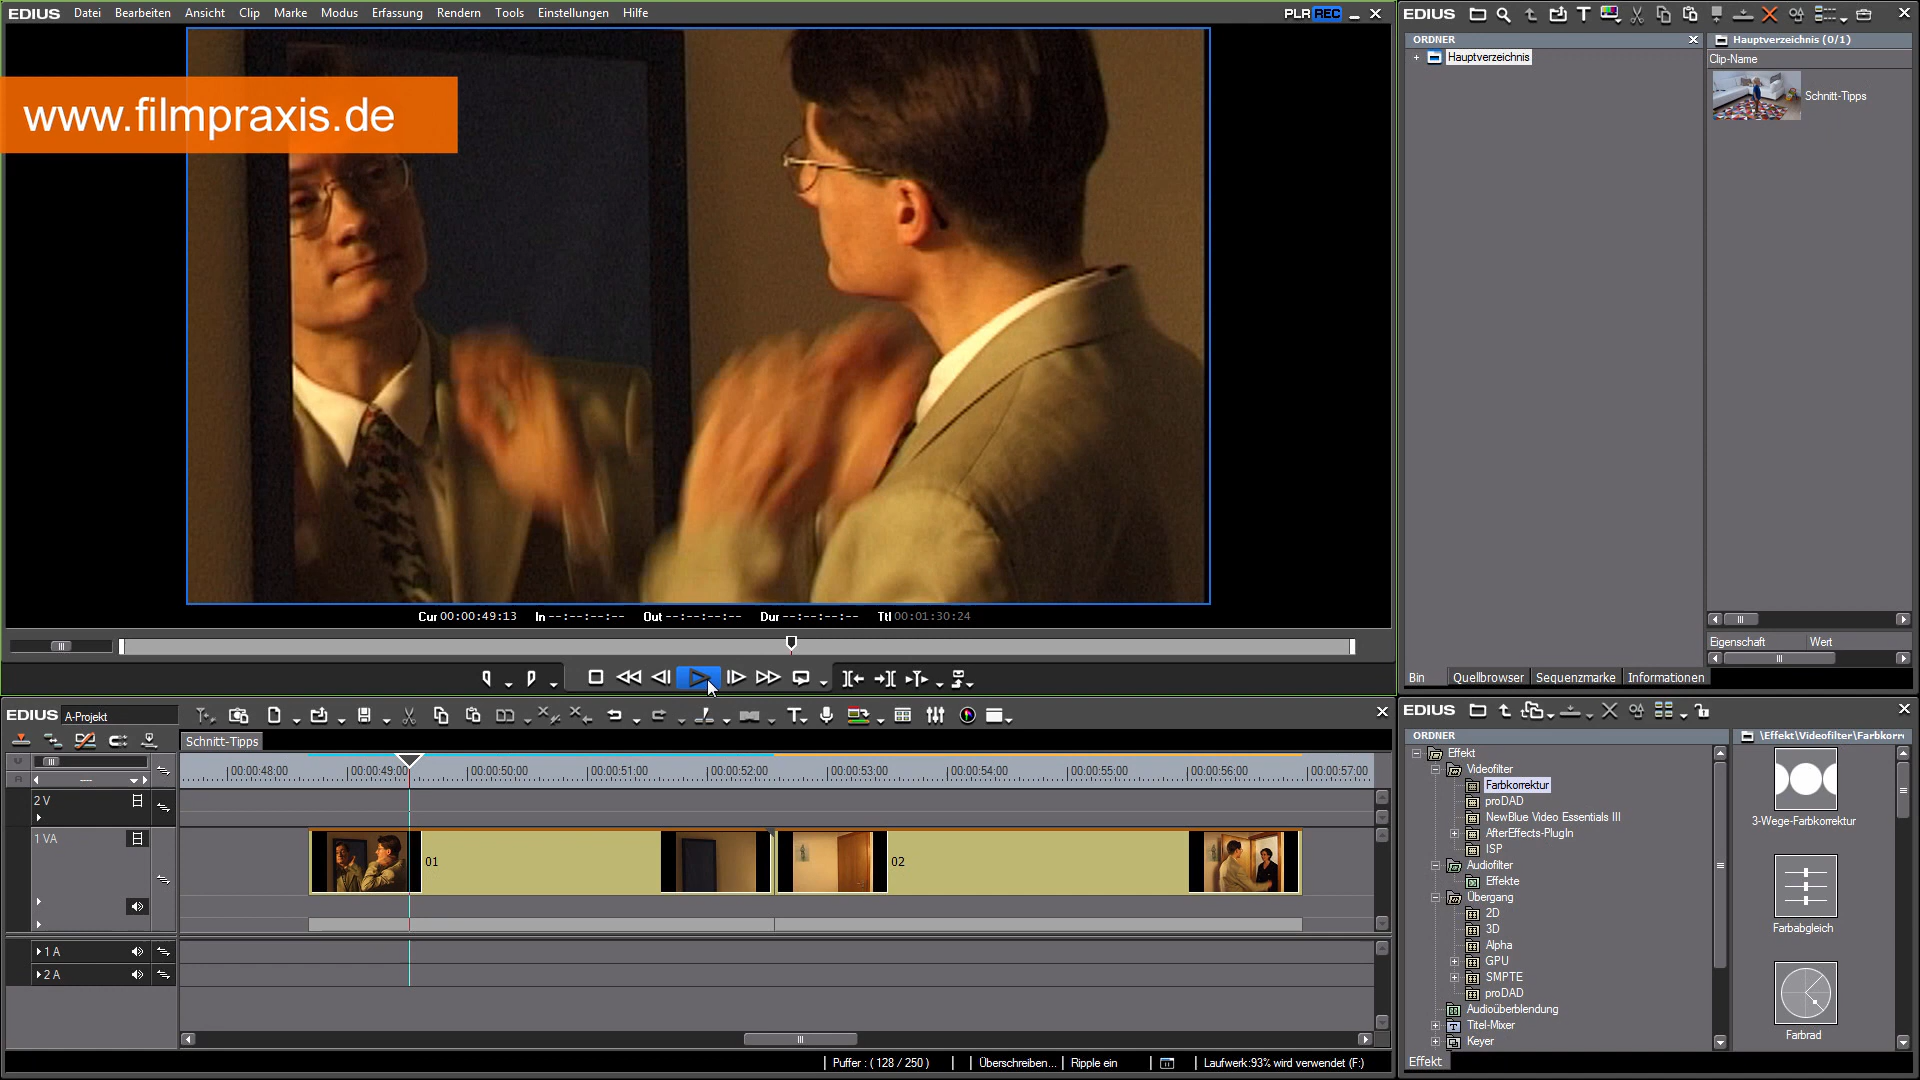 EDIUS Datei Bearbeiten Ansicht Clip Marke Modus Erfassung Rendern Tools Einstellungen Hilfe PLR REC
www.filmpraxis.de
Cur 00:00:49:13 In --:--:--:-- Out --:--:--:-- Dur --:--:--:-- Ttl 00:01:30:24
EDIUS
ORDNER
Hauptverzeichnis
Hauptverzeichnis (0/1)
Clip-Name
Schnitt-Tipps
Eigenschaft Wert
Bin Quellbrowser Sequenzmarke Informationen
EDIUS A-Projekt
Schnitt-Tipps
00:00:48:00 00:00:49:00 00:00:50:00 00:00:51:00 00:00:52:00 00:00:53:00 00:00:54:00 00:00:55:00 00:00:56:00 00:00:57:00
2 V
1 VA
01 02
1 A
2 A
Puffer : ( 128 / 250 ) Überschreiben... Ripple ein Laufwerk:93% wird verwendet (F:)
EDIUS
ORDNER
Effekt
Videofilter
Farbkorrektur
proDAD
NewBlue Video Essentials III
AfterEffects-PlugIn
ISP
Audiofilter
Effekte
Übergang
2D
3D
Alpha
GPU
SMPTE
proDAD
Audioüberblendung
Titel-Mixer
Keyer
Effekt
\Effekt\Videofilter\Farbkorr
3-Wege-Farbkorrektur
Farbabgleich
Farbrad